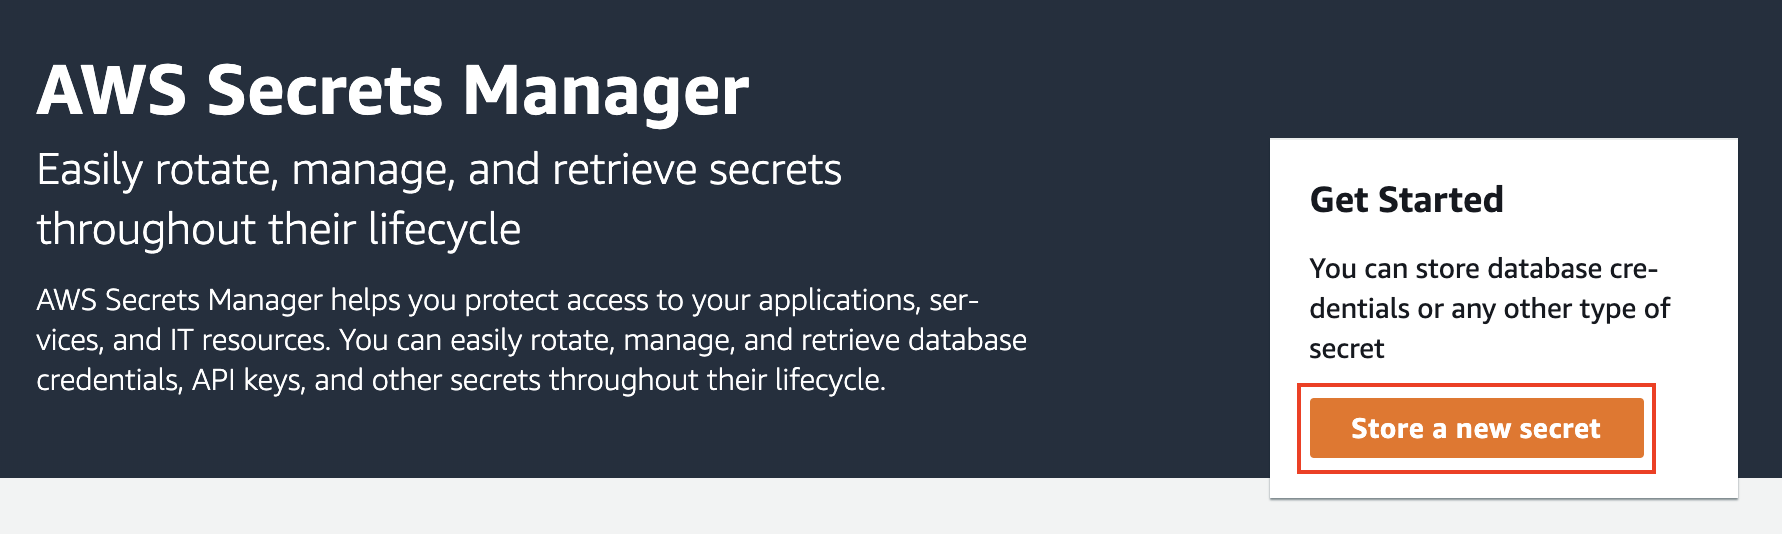 AWS Secrets Manager
Easily rotate, manage, and retrieve secrets
throughout their lifecycle
AWS Secrets Manager helps you protect access to your applications, ser-
vices, and IT resources. You can easily rotate, manage, and retrieve database
credentials, API keys, and other secrets throughout their lifecycle.
Get Started
You can store database cre-
dentials or any other type of
secret
Store a new secret